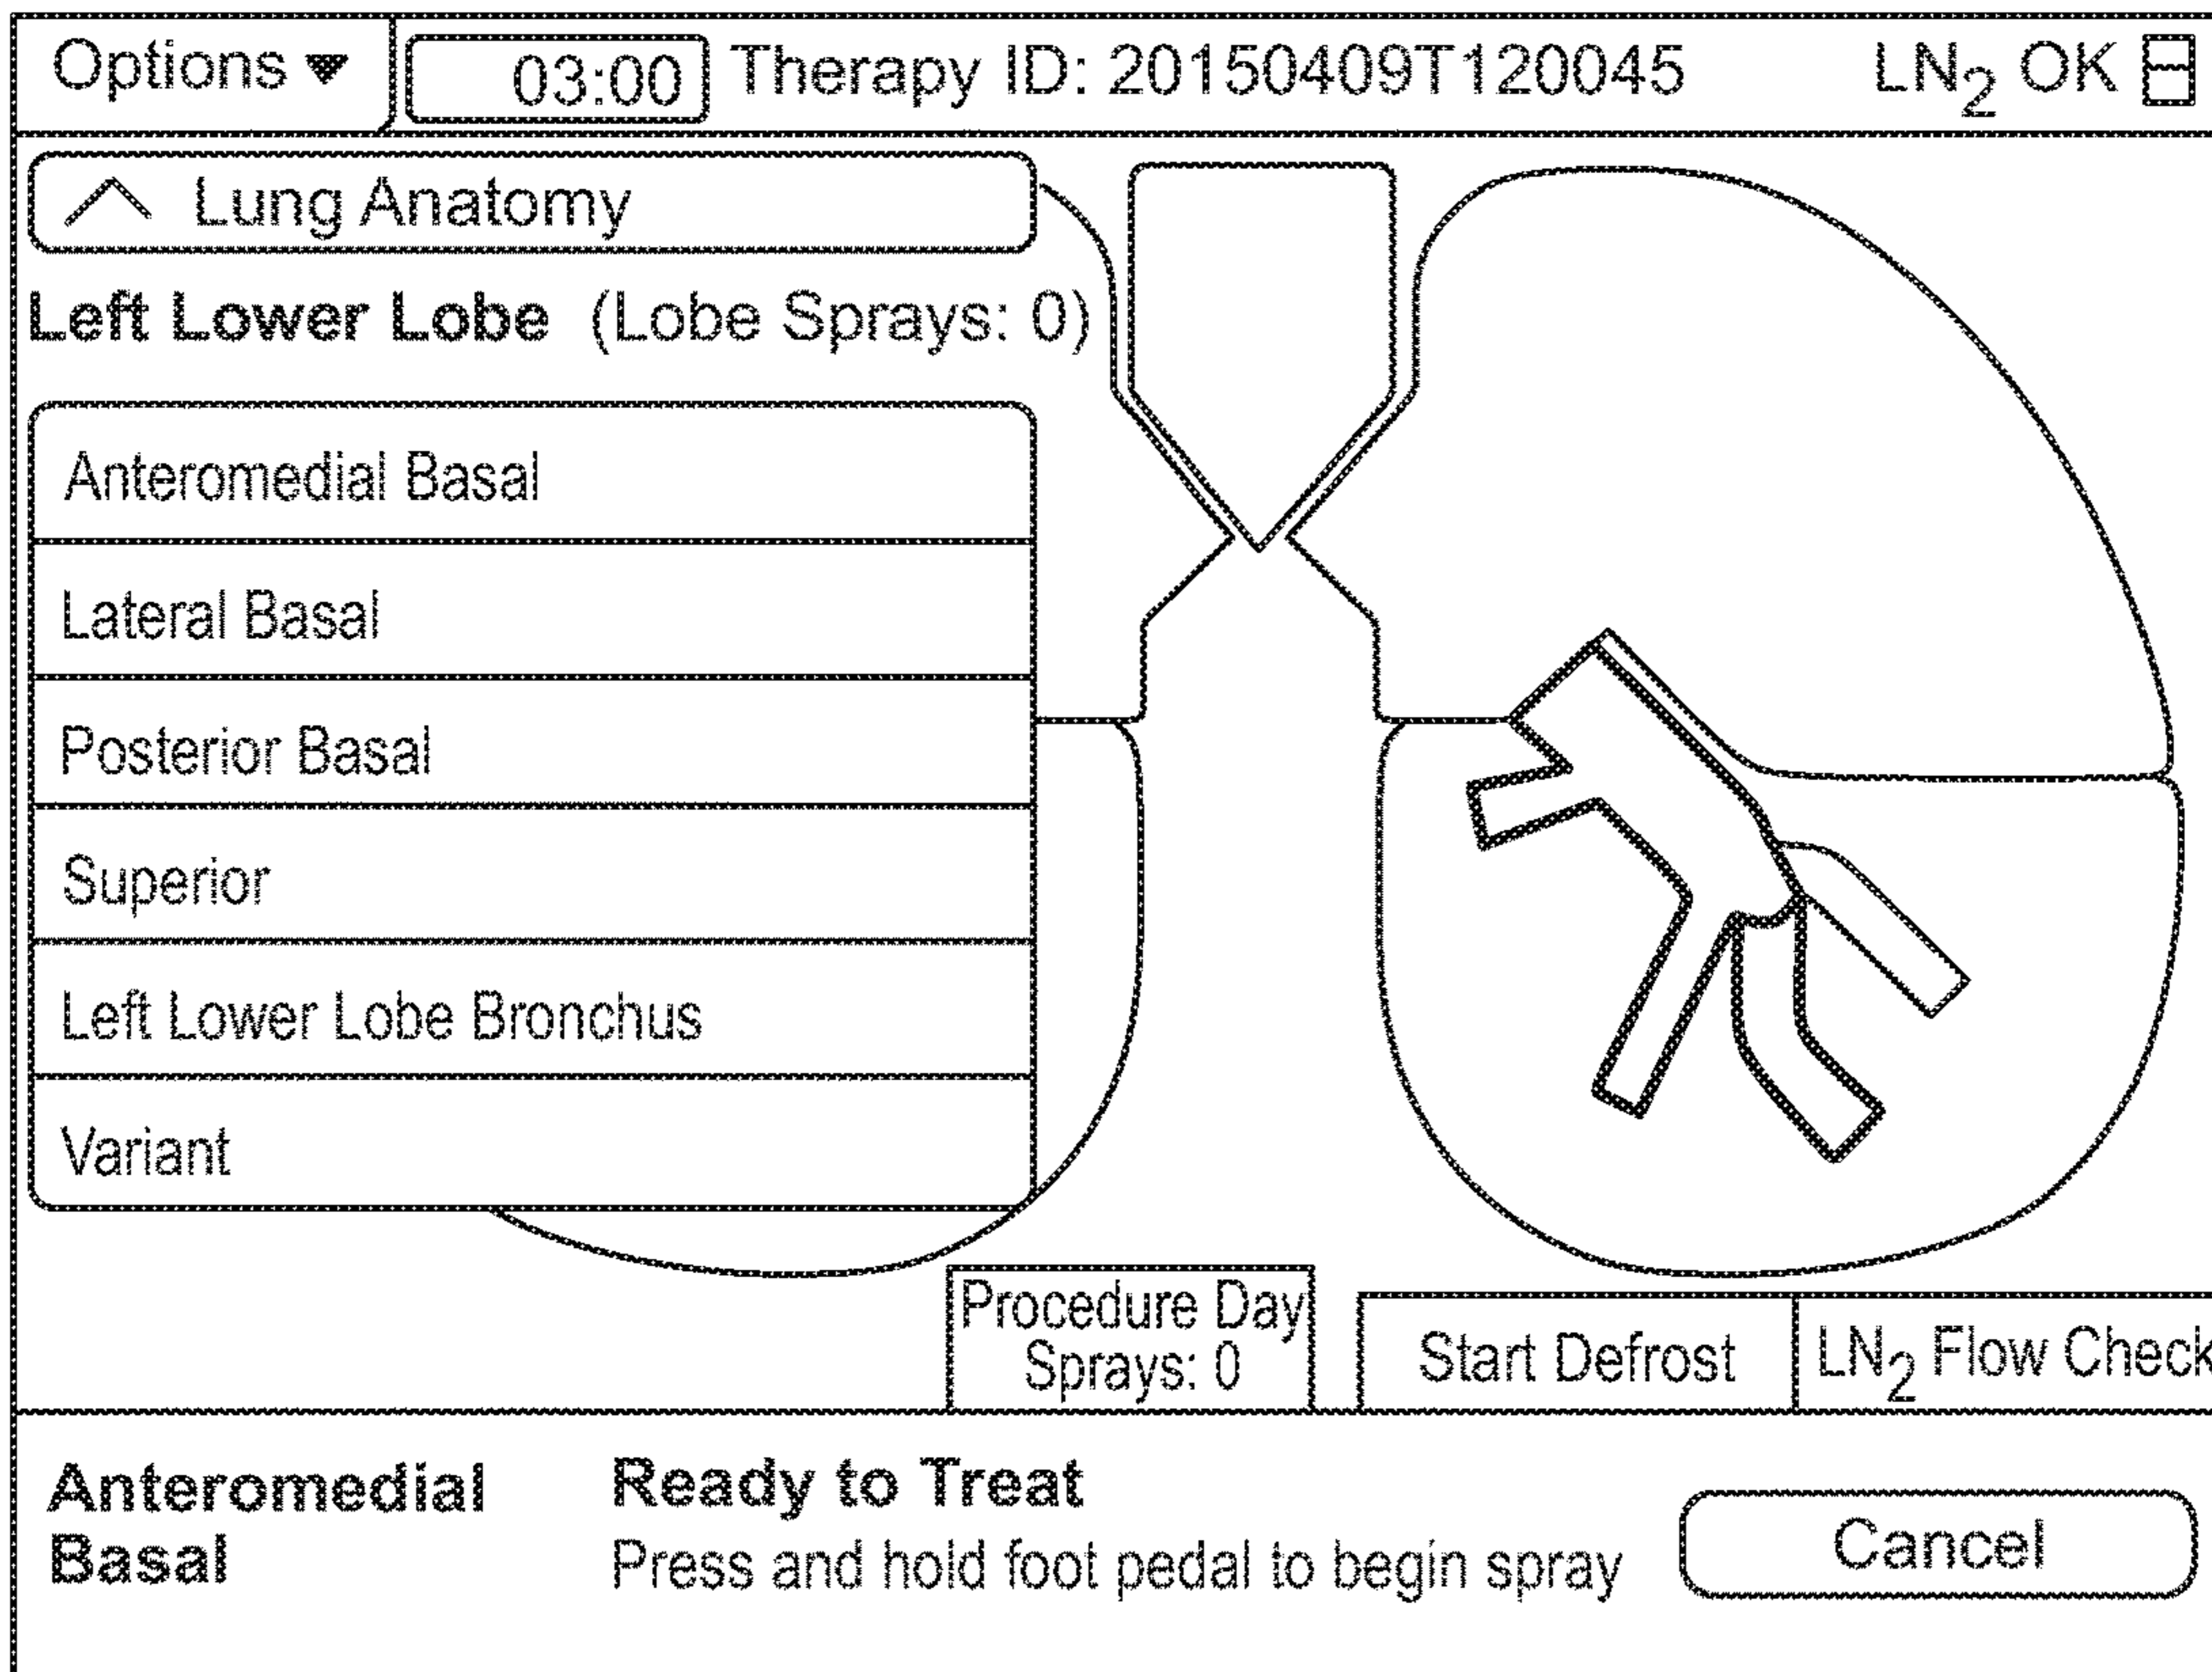 Options ▼ 03:00 Therapy ID: 20150409T120045 LN₂ OK
Lung Anatomy
Left Lower Lobe (Lobe Sprays: 0)
Anteromedial Basal
Lateral Basal
Posterior Basal
Superior
Left Lower Lobe Bronchus
Variant
Procedure Day
Sprays: 0
Start Defrost
LN₂ Flow Check
Anteromedial
Basal
Ready to Treat
Press and hold foot pedal to begin spray
Cancel